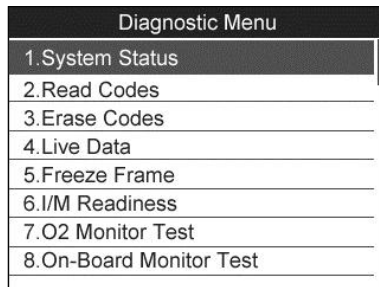 Diagnostic Menu
1.System Status
2.Read Codes
3.Erase Codes
4.Live Data
5.Freeze Frame
6.I/M Readiness
7.O2 Monitor Test
8.On-Board Monitor Test